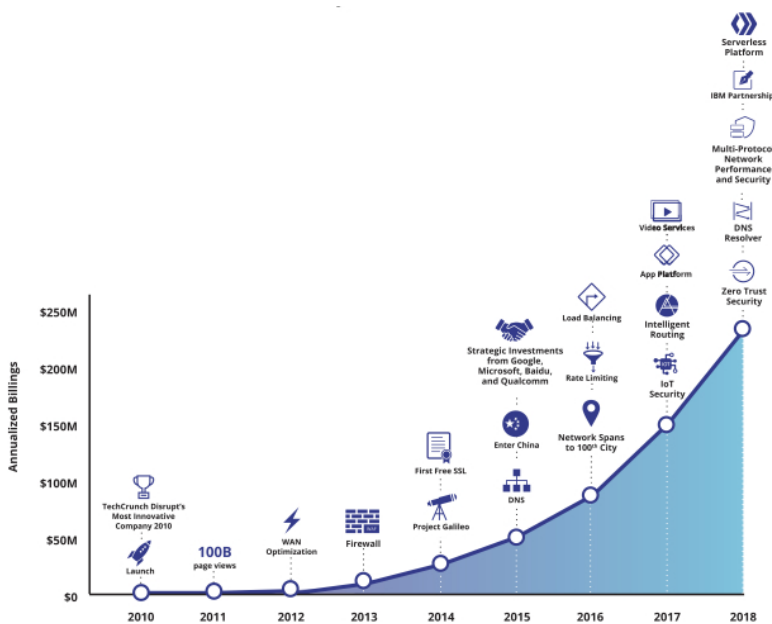 Serverless
Platform
IBM Partnership
Multi-Protoco
Network
Performance
and Security
Video Services
DNS
Resolver
App Platform
Zero Trust
Security
Load Balancing
Intelligent
Routing
$250M
Strategic Investments
from Google,
Microsoft, Baidu,
and Qualcomm
$200M
Rate Limiting
IoT
IoT
Security
Annualized Billings
$150M
Enter China
Network Spans
to 100th City
First Free SSL
$100M
DNS
TechCrunch Disrupt's
Most Innovative
Company 2010
Project Galileo
$50M
WAN
Optimization
Firewall
100B
page views
Launch
$0
2010 2011 2012 2013 2014 2015 2016 2017 2018